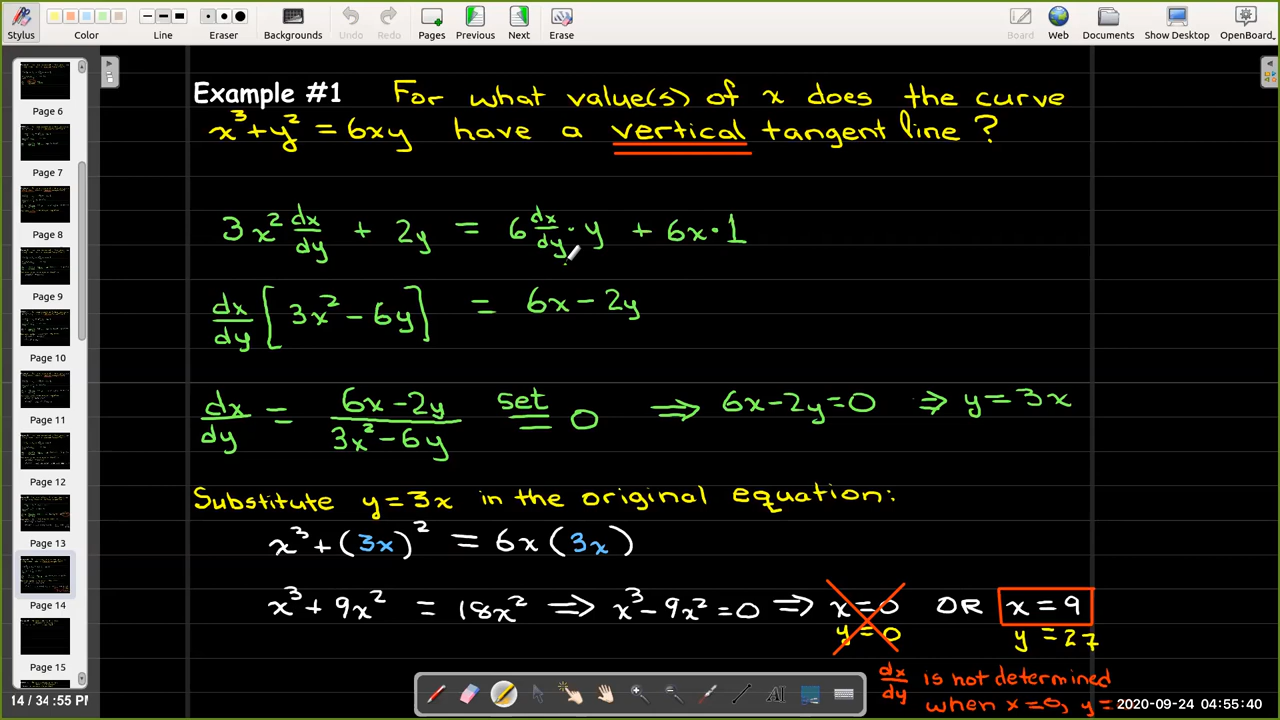 Stylus
Color
Line
Eraser
Backgrounds
Undo
Redo
Pages
Previous
Next
Erase
Board
Web
Documents
Show Desktop
OpenBoard
Page 6
Page 7
Page 8
Page 9
Page 10
Page 11
Page 12
Page 13
Page 14
Page 15
Example #1 For what value(s) of x does the curve
x³+y² = 6xy have a vertical tangent line ?
3x² dx/dy + 2y = 6 dx/dy · y + 6x·1
dx/dy [3x² − 6y] = 6x − 2y
dx/dy = (6x−2y)/(3x²−6y) set = 0 ⟹ 6x−2y=0 ⟹ y=3x
Substitute y=3x in the original equation:
x³+(3x)² = 6x(3x)
x³+9x² = 18x² ⟹ x³−9x²=0 ⟹ x=0 OR x=9
y=0 y=27
dx/dy is not determined
when x=0, y=
14 / 34:55 PM
AI
2020-09-24 04:55:40